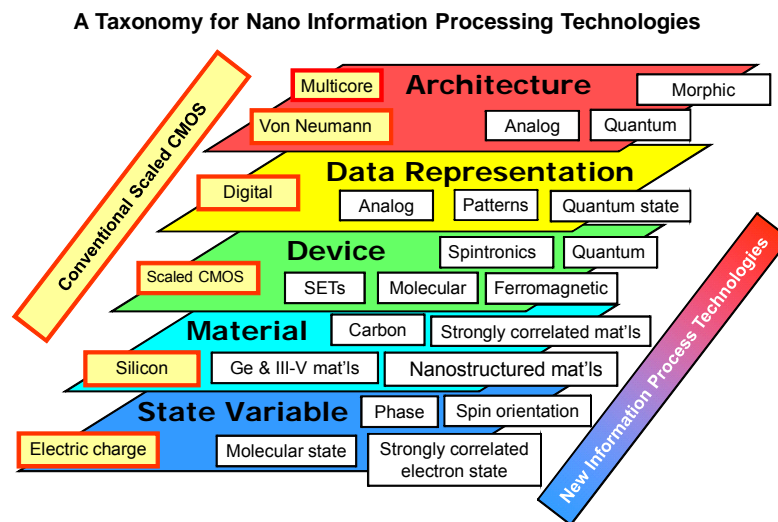 A Taxonomy for Nano Information Processing Technologies
Conventional Scaled CMOS
Multicore
Architecture
Morphic
Von Neumann
Analog
Quantum
Data Representation
Digital
Analog
Patterns
Quantum state
Device
Spintronics
Quantum
Scaled CMOS
SETs
Molecular
Ferromagnetic
Material
Carbon
Strongly correlated mat'ls
Silicon
Ge & III-V mat'ls
Nanostructured mat'ls
State Variable
Phase
Spin orientation
Electric charge
Molecular state
Strongly correlated
electron state
New Information Process Technologies